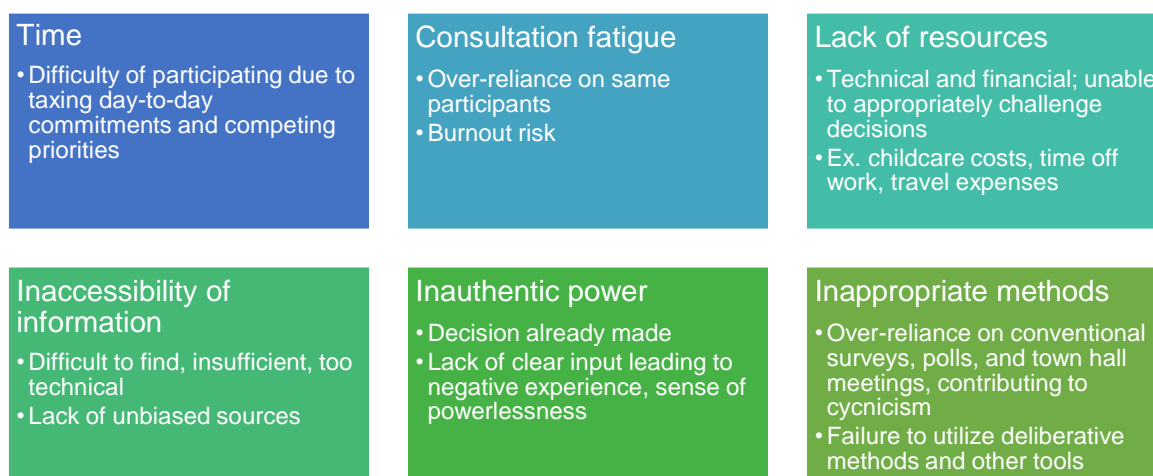 Time
• Difficulty of participating due to
taxing day-to-day
commitments and competing
priorities
Consultation fatigue
• Over-reliance on same
participants
• Burnout risk
Lack of resources
• Technical and financial; unable
to appropriately challenge
decisions
• Ex. childcare costs, time off
work, travel expenses
Inaccessibility of
information
• Difficult to find, insufficient, too
technical
• Lack of unbiased sources
Inauthentic power
• Decision already made
• Lack of clear input leading to
negative experience, sense of
powerlessness
Inappropriate methods
• Over-reliance on conventional
surveys, polls, and town hall
meetings, contributing to
cycnicism
• Failure to utilize deliberative
methods and other tools